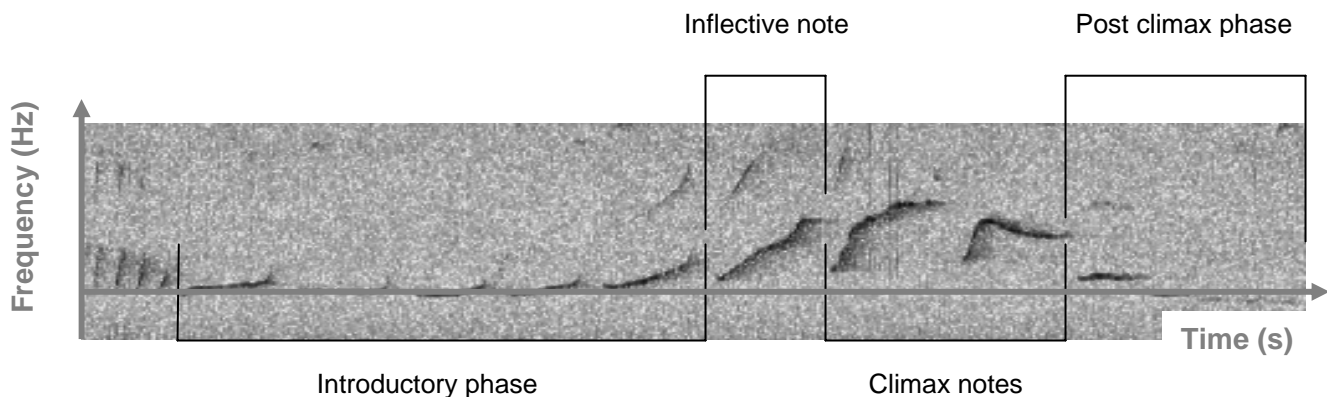 Inflective note
Post climax phase
Frequency (Hz)
Time (s)
Introductory phase
Climax notes